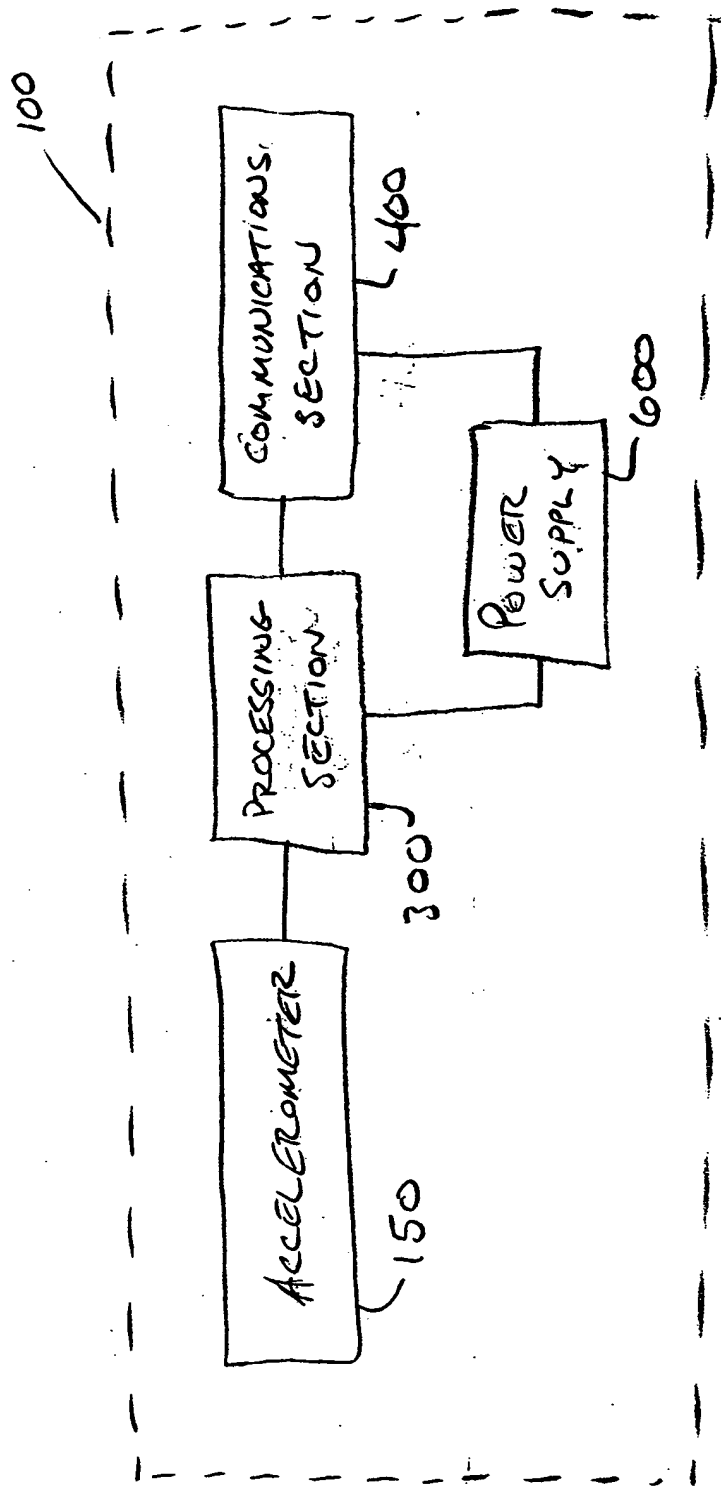 100
ACCELEROMETER
150
PROCESSING
SECTION
300
COMMUNICATIONS
SECTION
400
POWER
SUPPLY
600